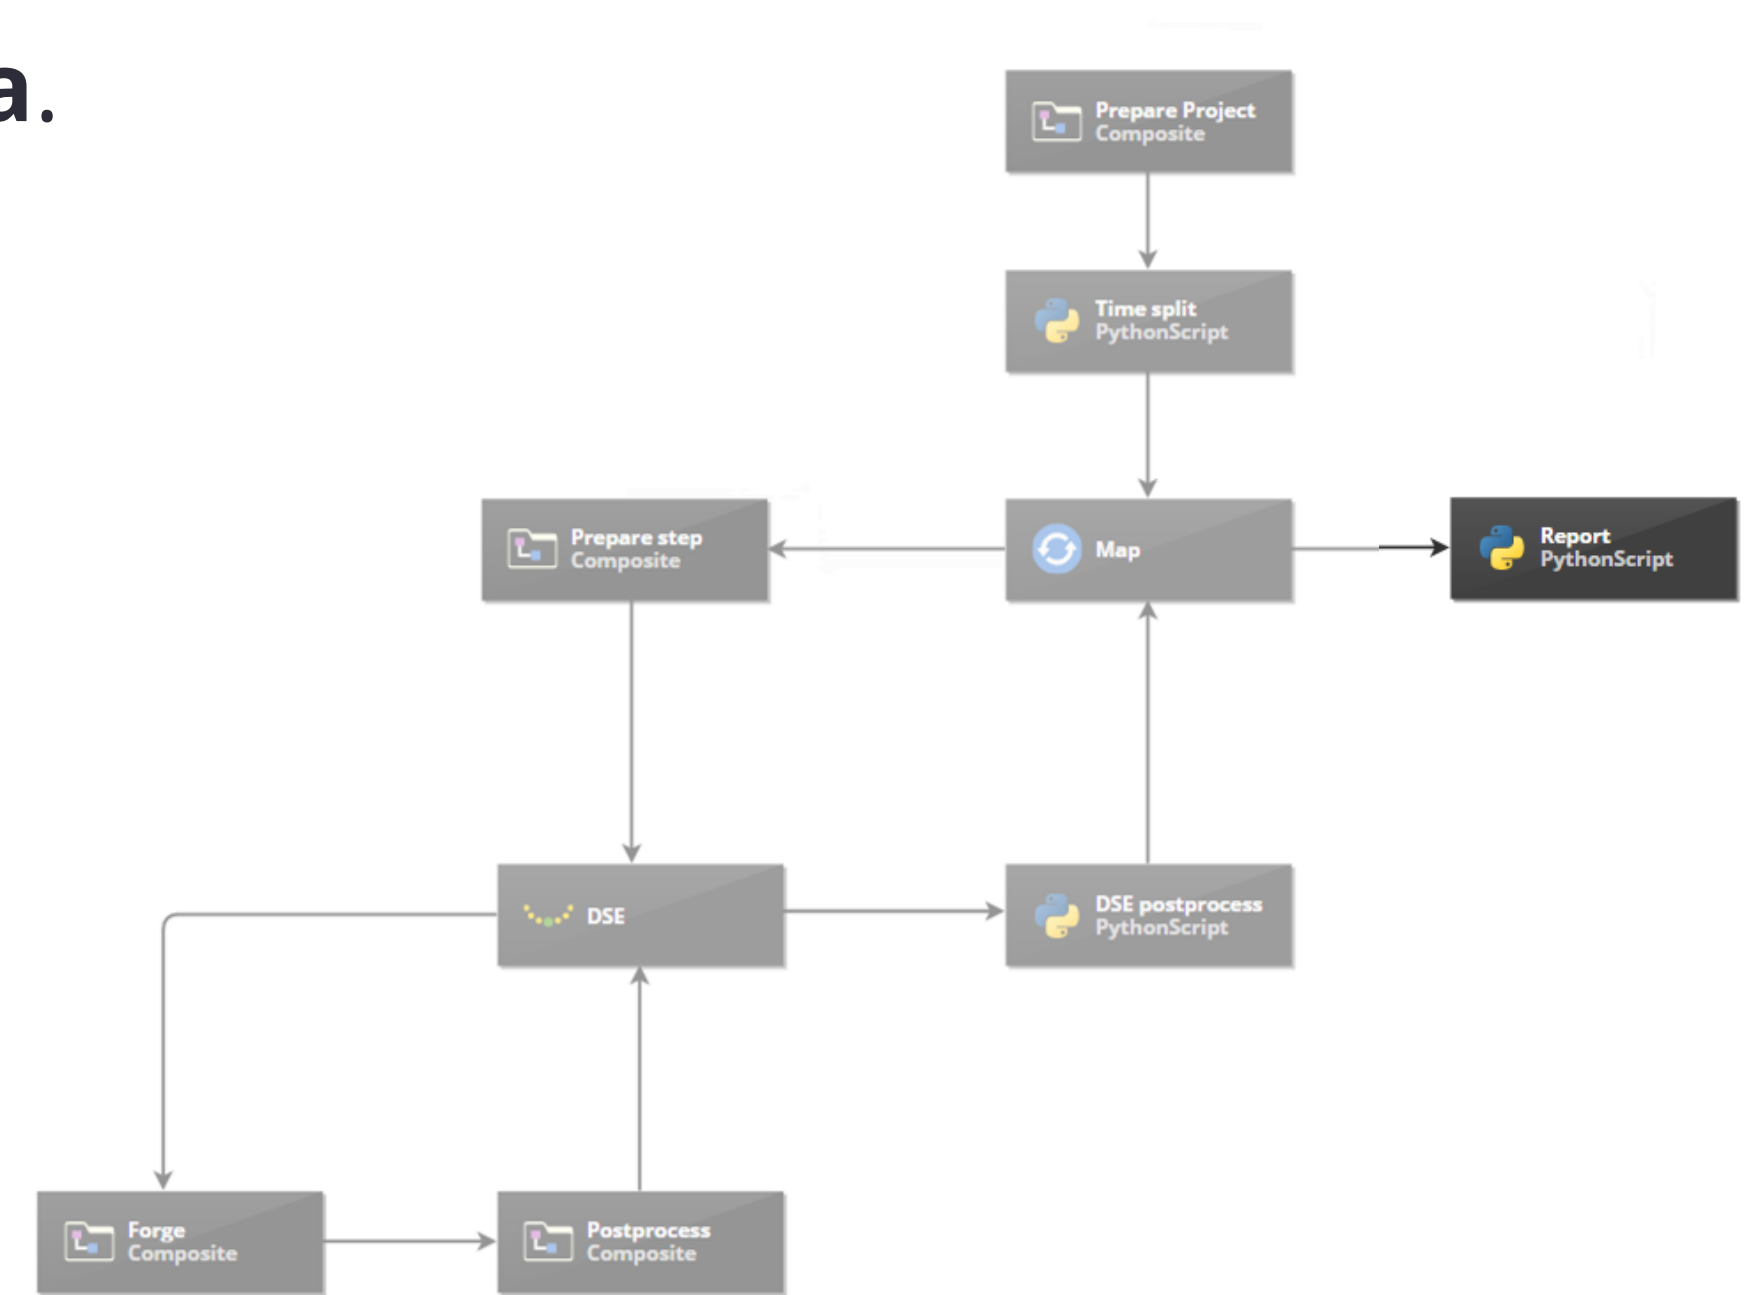 a.
Prepare Project
Composite
Time split
PythonScript
Prepare step
Composite
Map
Report
PythonScript
DSE
DSE postprocess
PythonScript
Forge
Composite
Postprocess
Composite